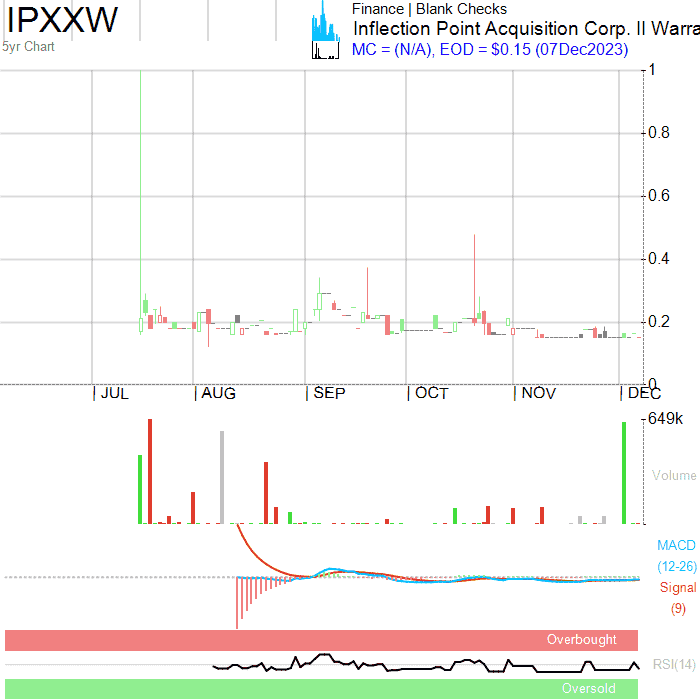 IPXXW
5yr Chart
Finance | Blank Checks
Inflection Point Acquisition Corp. II Warra
MC = (N/A), EOD = $0.15 (07Dec2023)
1
0.8
0.6
0.4
0.2
0
JUL AUG SEP OCT NOV DEC
649k
Volume
MACD
(12-26)
Signal
(9)
Overbought
RSI(14)
Oversold